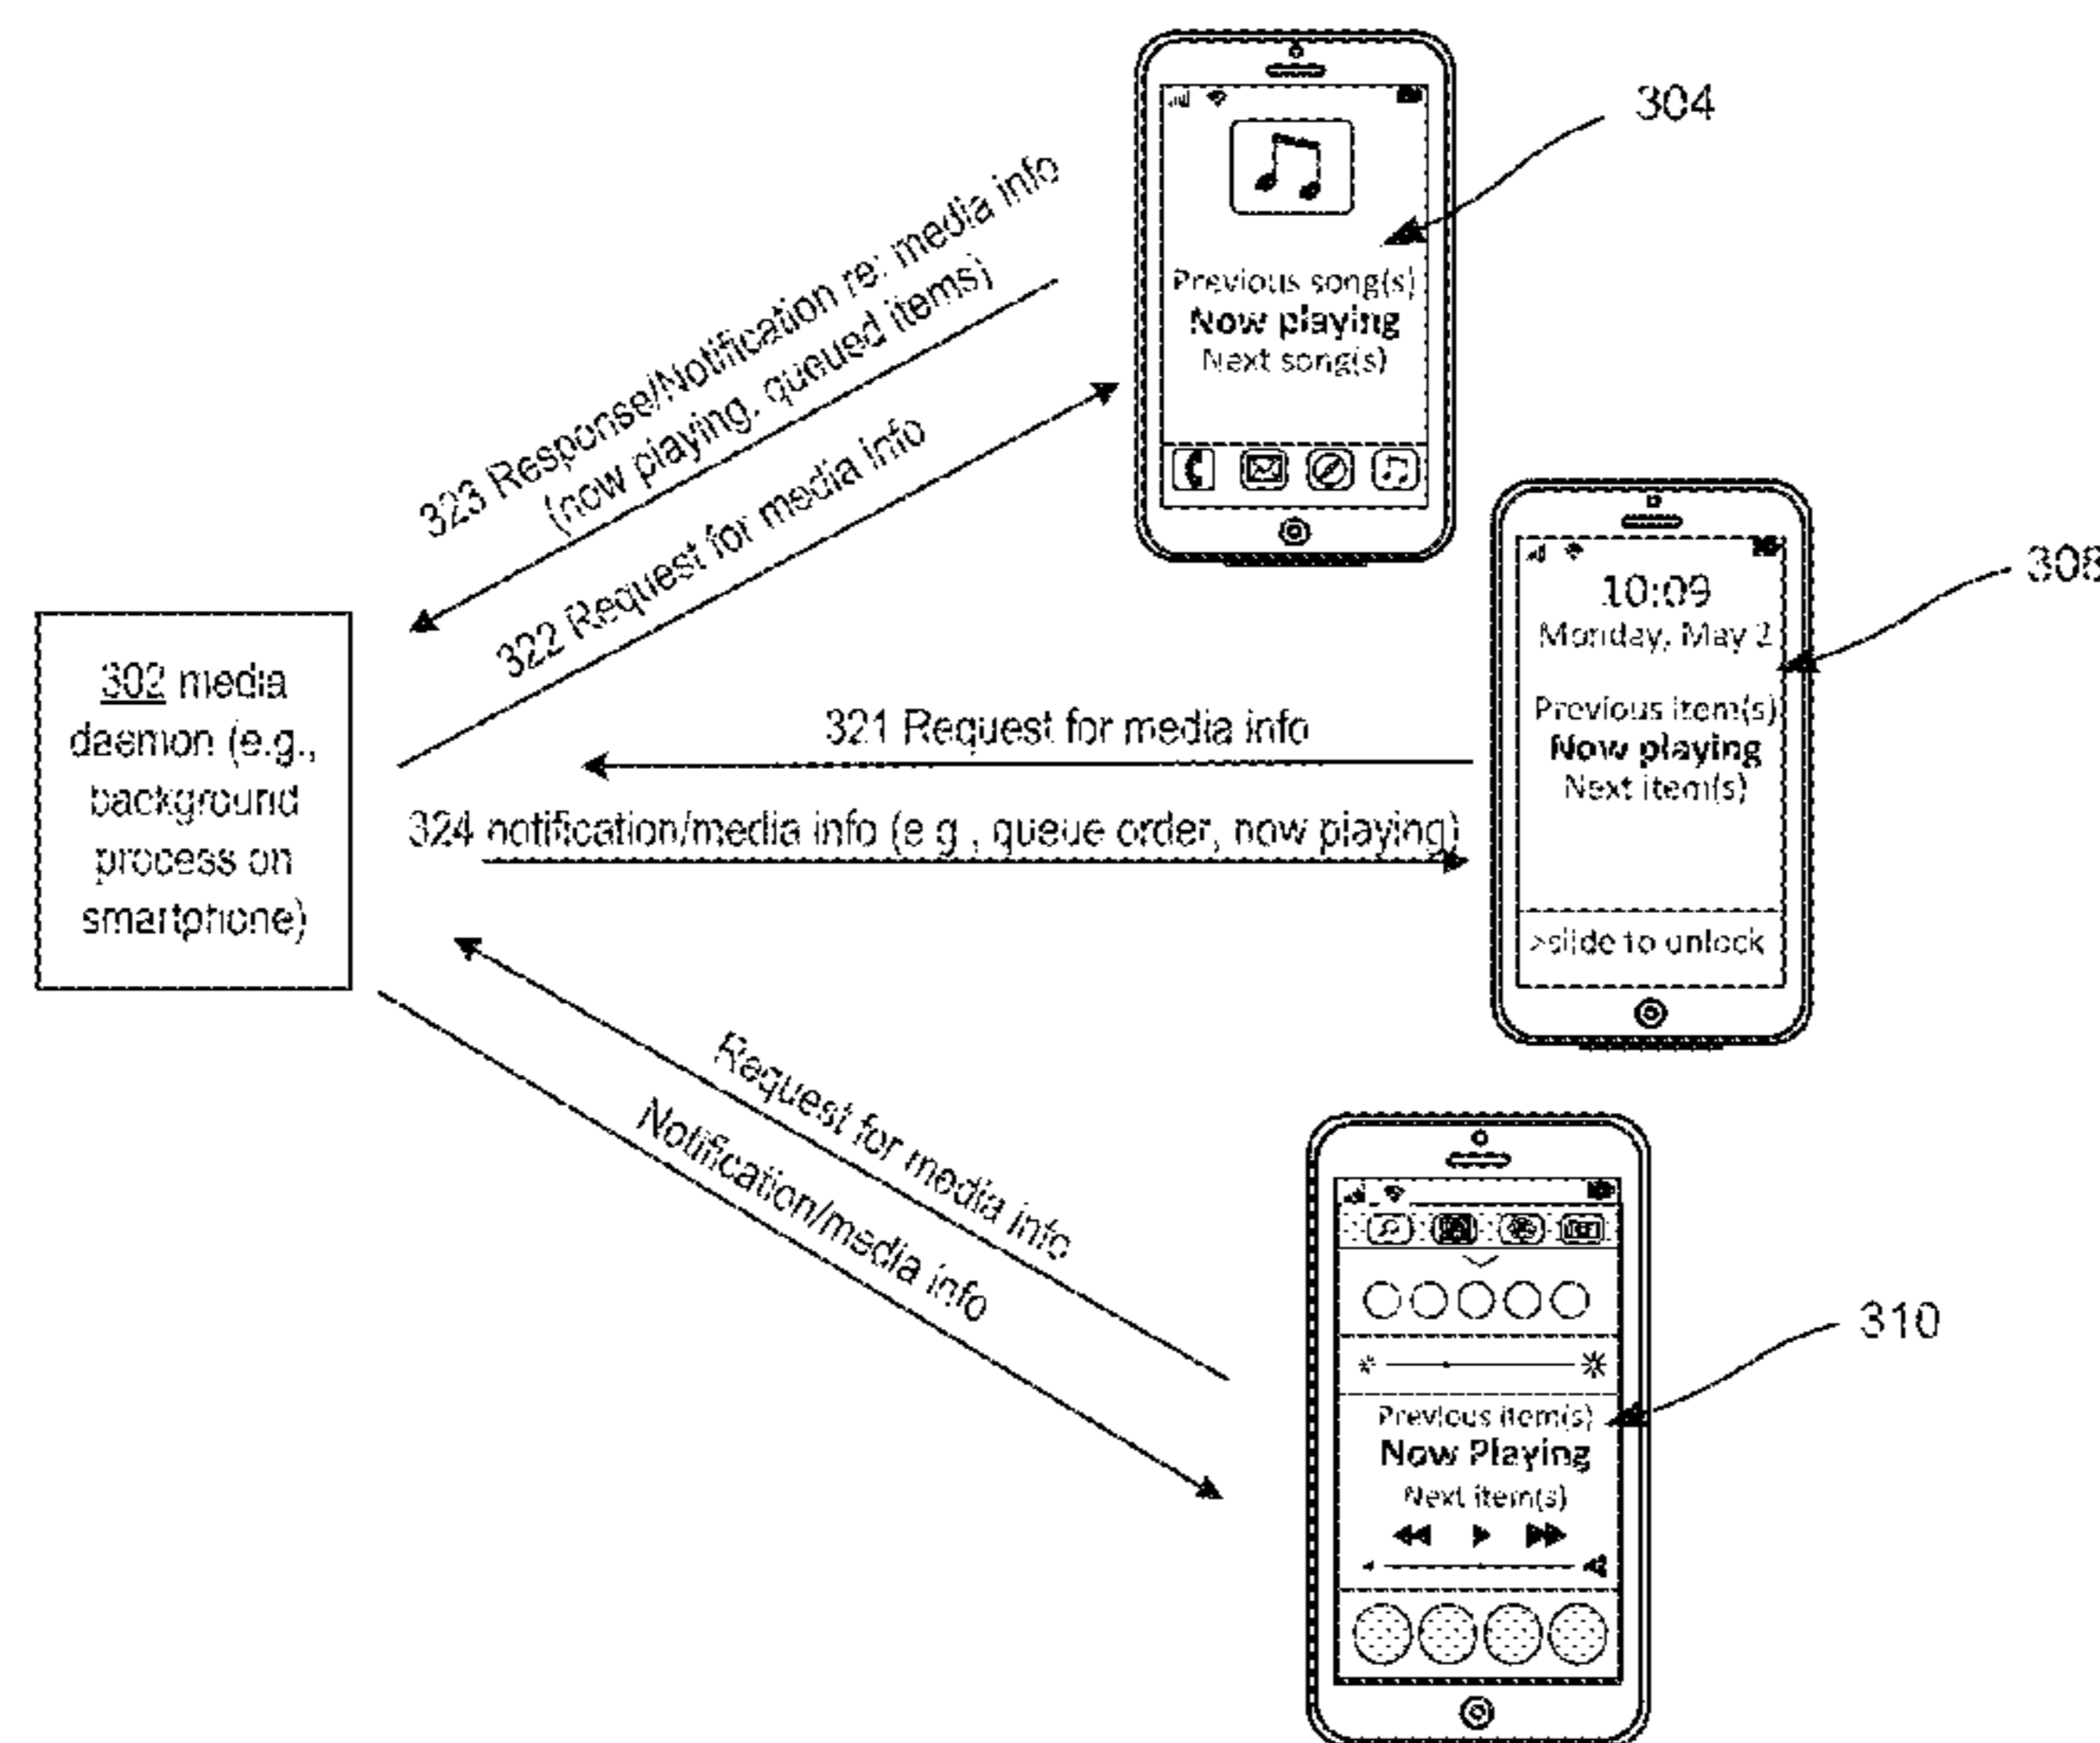 304
Previous song(s)
Now playing
Next song(s)
323 Response/Notification re: media info
(now playing, queued items)
322 Request for media info
308
10:09
Monday, May 2
Previous item(s)
Now playing
Next item(s)
>slide to unlock
302 media
daemon (e.g.,
background
process on
smartphone)
321 Request for media info
324 notification/media info (e.g., queue order, now playing)
Request for media info
Notification/media info
310
Previous item(s)
Now Playing
Next item(s)